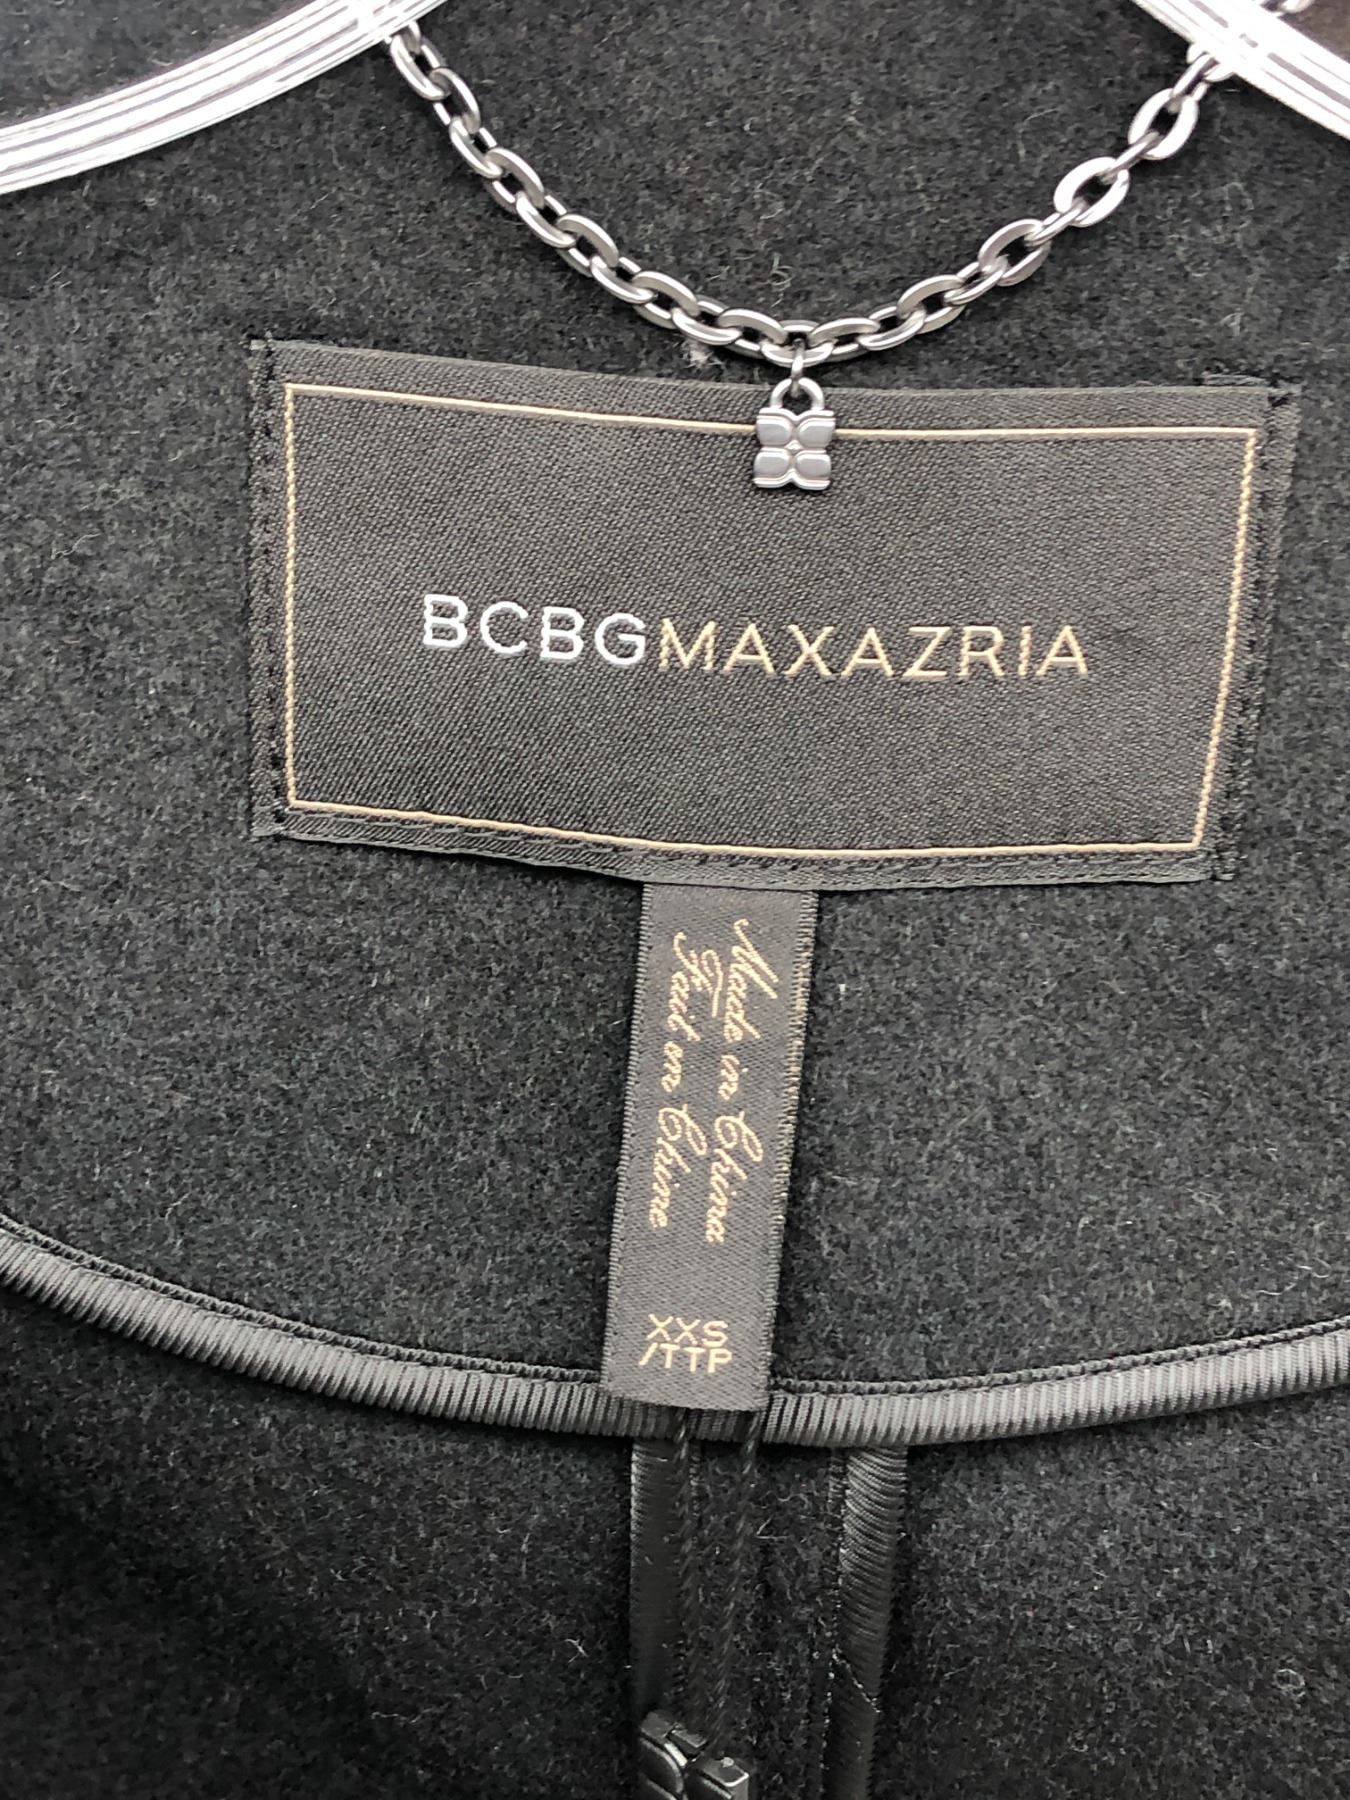 BCBGMAXAZRIA
Made in China
Fait en Chine
XXS
/TTP